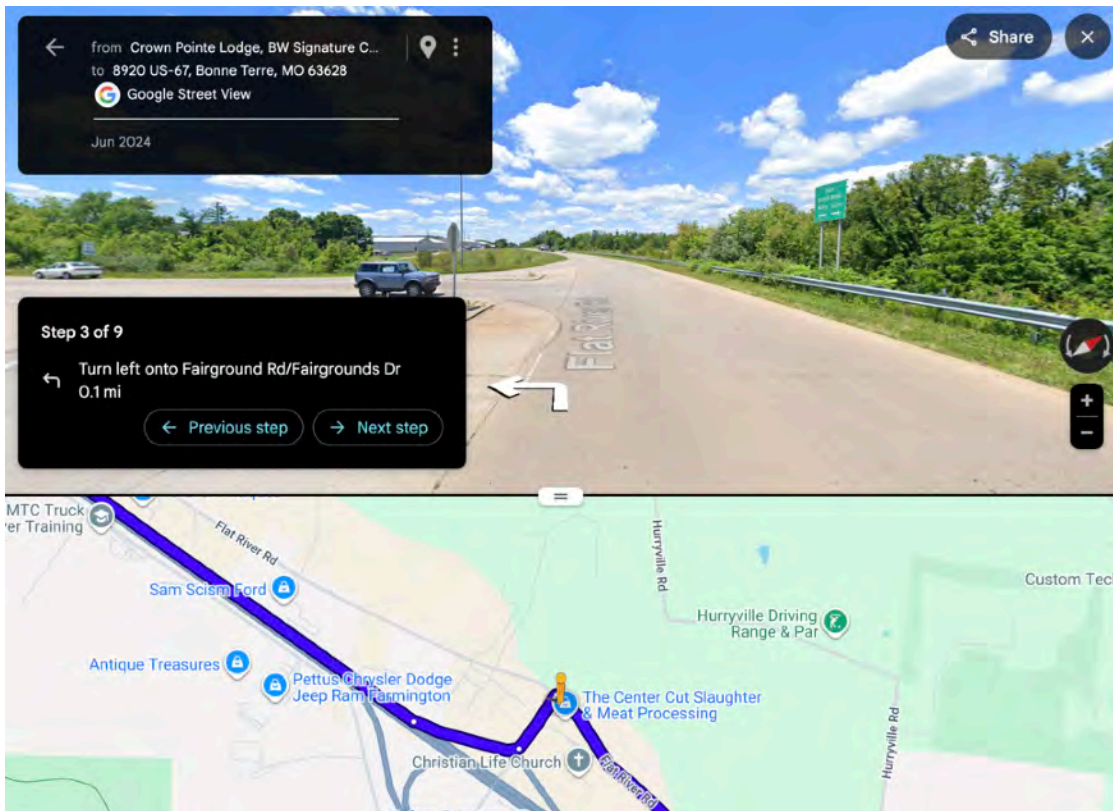 from Crown Pointe Lodge, BW Signature C...
to 8920 US-67, Bonne Terre, MO 63628
Google Street View
Jun 2024
Share
Flat River Rd
Step 3 of 9
Turn left onto Fairground Rd/Fairgrounds Dr
0.1 mi
Previous step
Next step
MTC Truck
er Training
Flat River Rd
Sam Scism Ford
Antique Treasures
Pettus Chrysler Dodge
Jeep Ram Farmington
Christian Life Church
The Center Cut Slaughter
& Meat Processing
Flat River Rd
Hurryville Rd
Hurryville Driving
Range & Par
Hurryville Rd
Custom Tec